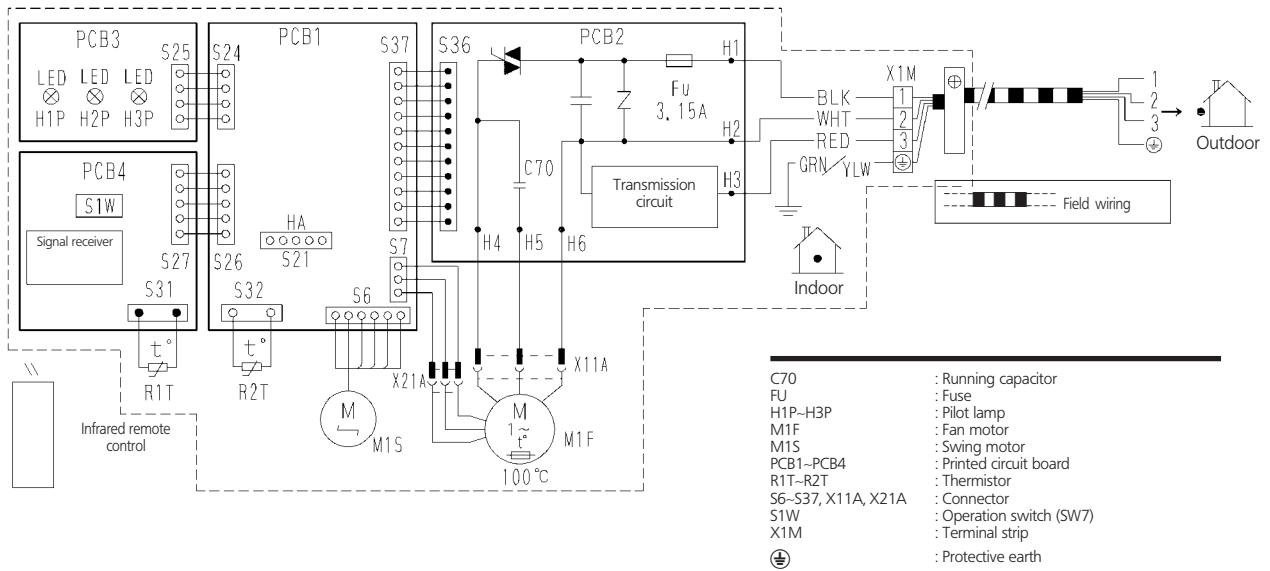 PCB3
S25
S24
PCB1
S37
S36
PCB2
H1
LED LED LED
H1P H2P H3P
Fu
3.15A
X1M
BLK
1
WHT
2
RED
3
GRN/YLW
H2
H3
C70
Transmission
circuit
H4
H5
H6
1
2
3
Outdoor
Field wiring
Indoor
PCB4
S1W
Signal receiver
S27
S26
HA
S21
S7
S31
S32
S6
t°
R1T
t°
R2T
X21A
X11A
M
M1S
M
1~
t°
M1F
100°C
Infrared remote
control
C70 : Running capacitor
FU : Fuse
H1P~H3P : Pilot lamp
M1F : Fan motor
M1S : Swing motor
PCB1~PCB4 : Printed circuit board
R1T~R2T : Thermistor
S6~S37, X11A, X21A : Connector
S1W : Operation switch (SW7)
X1M : Terminal strip
: Protective earth